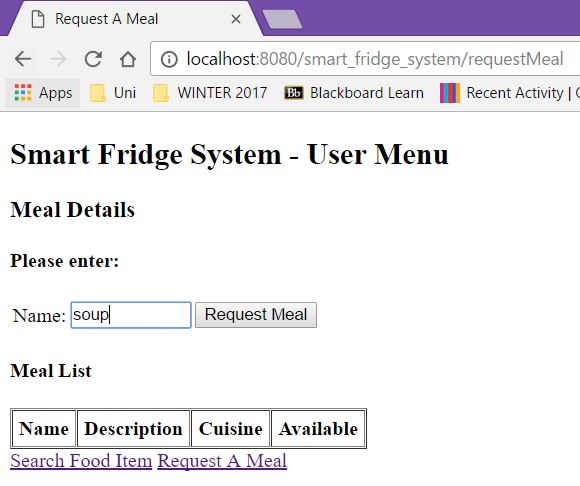 Request A Meal
localhost:8080/smart_fridge_system/requestMeal
Apps Uni WINTER 2017 Bb Blackboard Learn Recent Activity |
Smart Fridge System - User Menu
Meal Details
Please enter:
Name: soup Request Meal
Meal List
Name Description Cuisine Available
Search Food Item Request A Meal